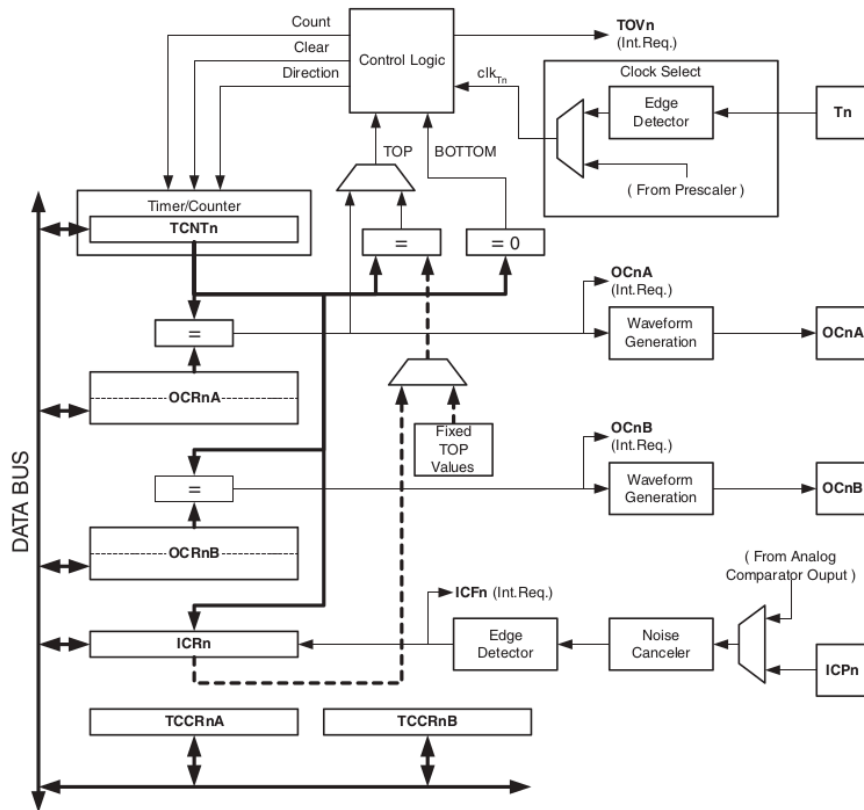 Count
Clear
Direction
Control Logic
TOVn
(Int.Req.)
clkTn
Clock Select
Edge
Detector
Tn
( From Prescaler )
TOP
BOTTOM
Timer/Counter
TCNTn
=
= 0
=
OCnA
(Int.Req.)
Waveform
Generation
OCnA
OCRnA
Fixed
TOP
Values
OCnB
(Int.Req.)
=
Waveform
Generation
OCnB
DATA BUS
OCRnB
( From Analog
Comparator Ouput )
ICFn (Int.Req.)
ICRn
Edge
Detector
Noise
Canceler
ICPn
TCCRnA
TCCRnB